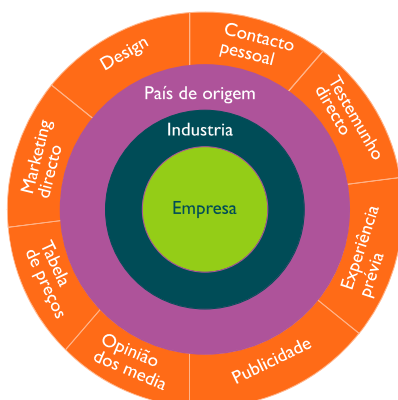 Design
Contacto
pessoal
Testemunho
directo
Experiência
prévia
Publicidade
Opinião
dos media
Tabela
de preços
Marketing
directo
País de origem
Industria
Empresa